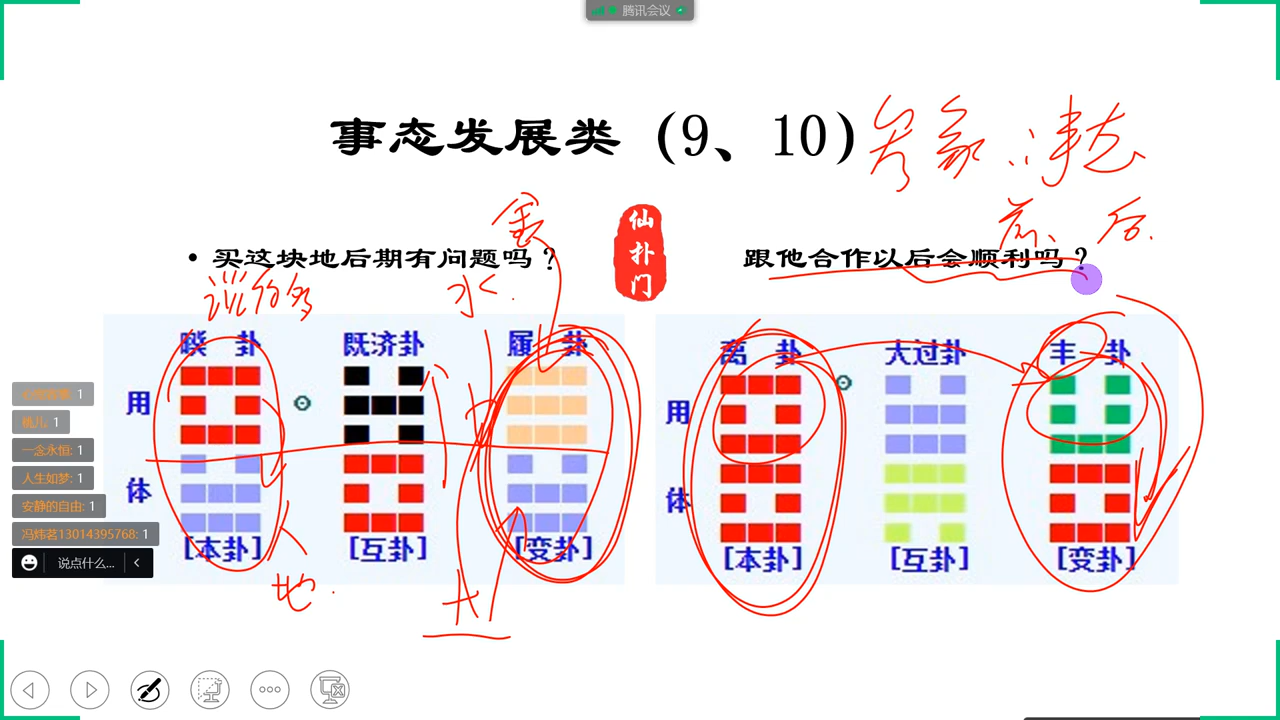 腾讯会议
事态发展类（9、10）
仙
扑
门
• 买这块地后期有问题吗？
跟他合作以后会顺利吗？
金
水
前、后
睽 卦 既济卦 履 卦
离 卦 大过卦 丰 卦
用
用
体
体
[本卦] [互卦] [变卦]
[本卦] [互卦] [变卦]
地
桃儿: 1
一念永恒: 1
人生如梦: 1
安静的自由: 1
冯炜茗13014395768: 1
说点什么...